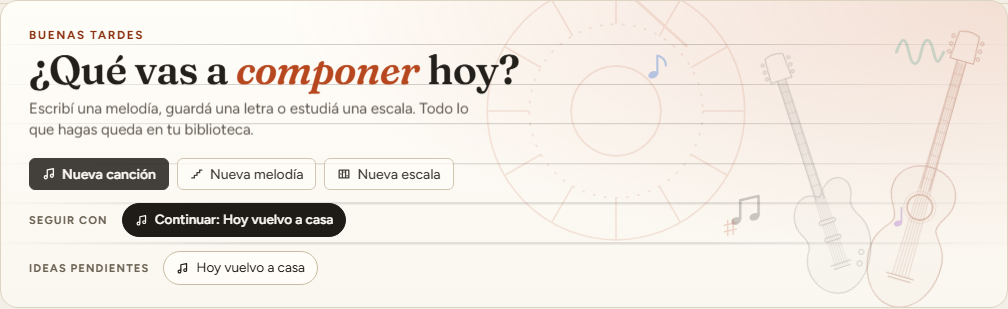 BUENAS TARDES
¿Qué vas a componer hoy?
Escribí una melodía, guardá una letra o estudiá una escala. Todo lo
que hagas queda en tu biblioteca.
Nueva canción
Nueva melodía
Nueva escala
SEGUIR CON
Continuar: Hoy vuelvo a casa
IDEAS PENDIENTES
Hoy vuelvo a casa